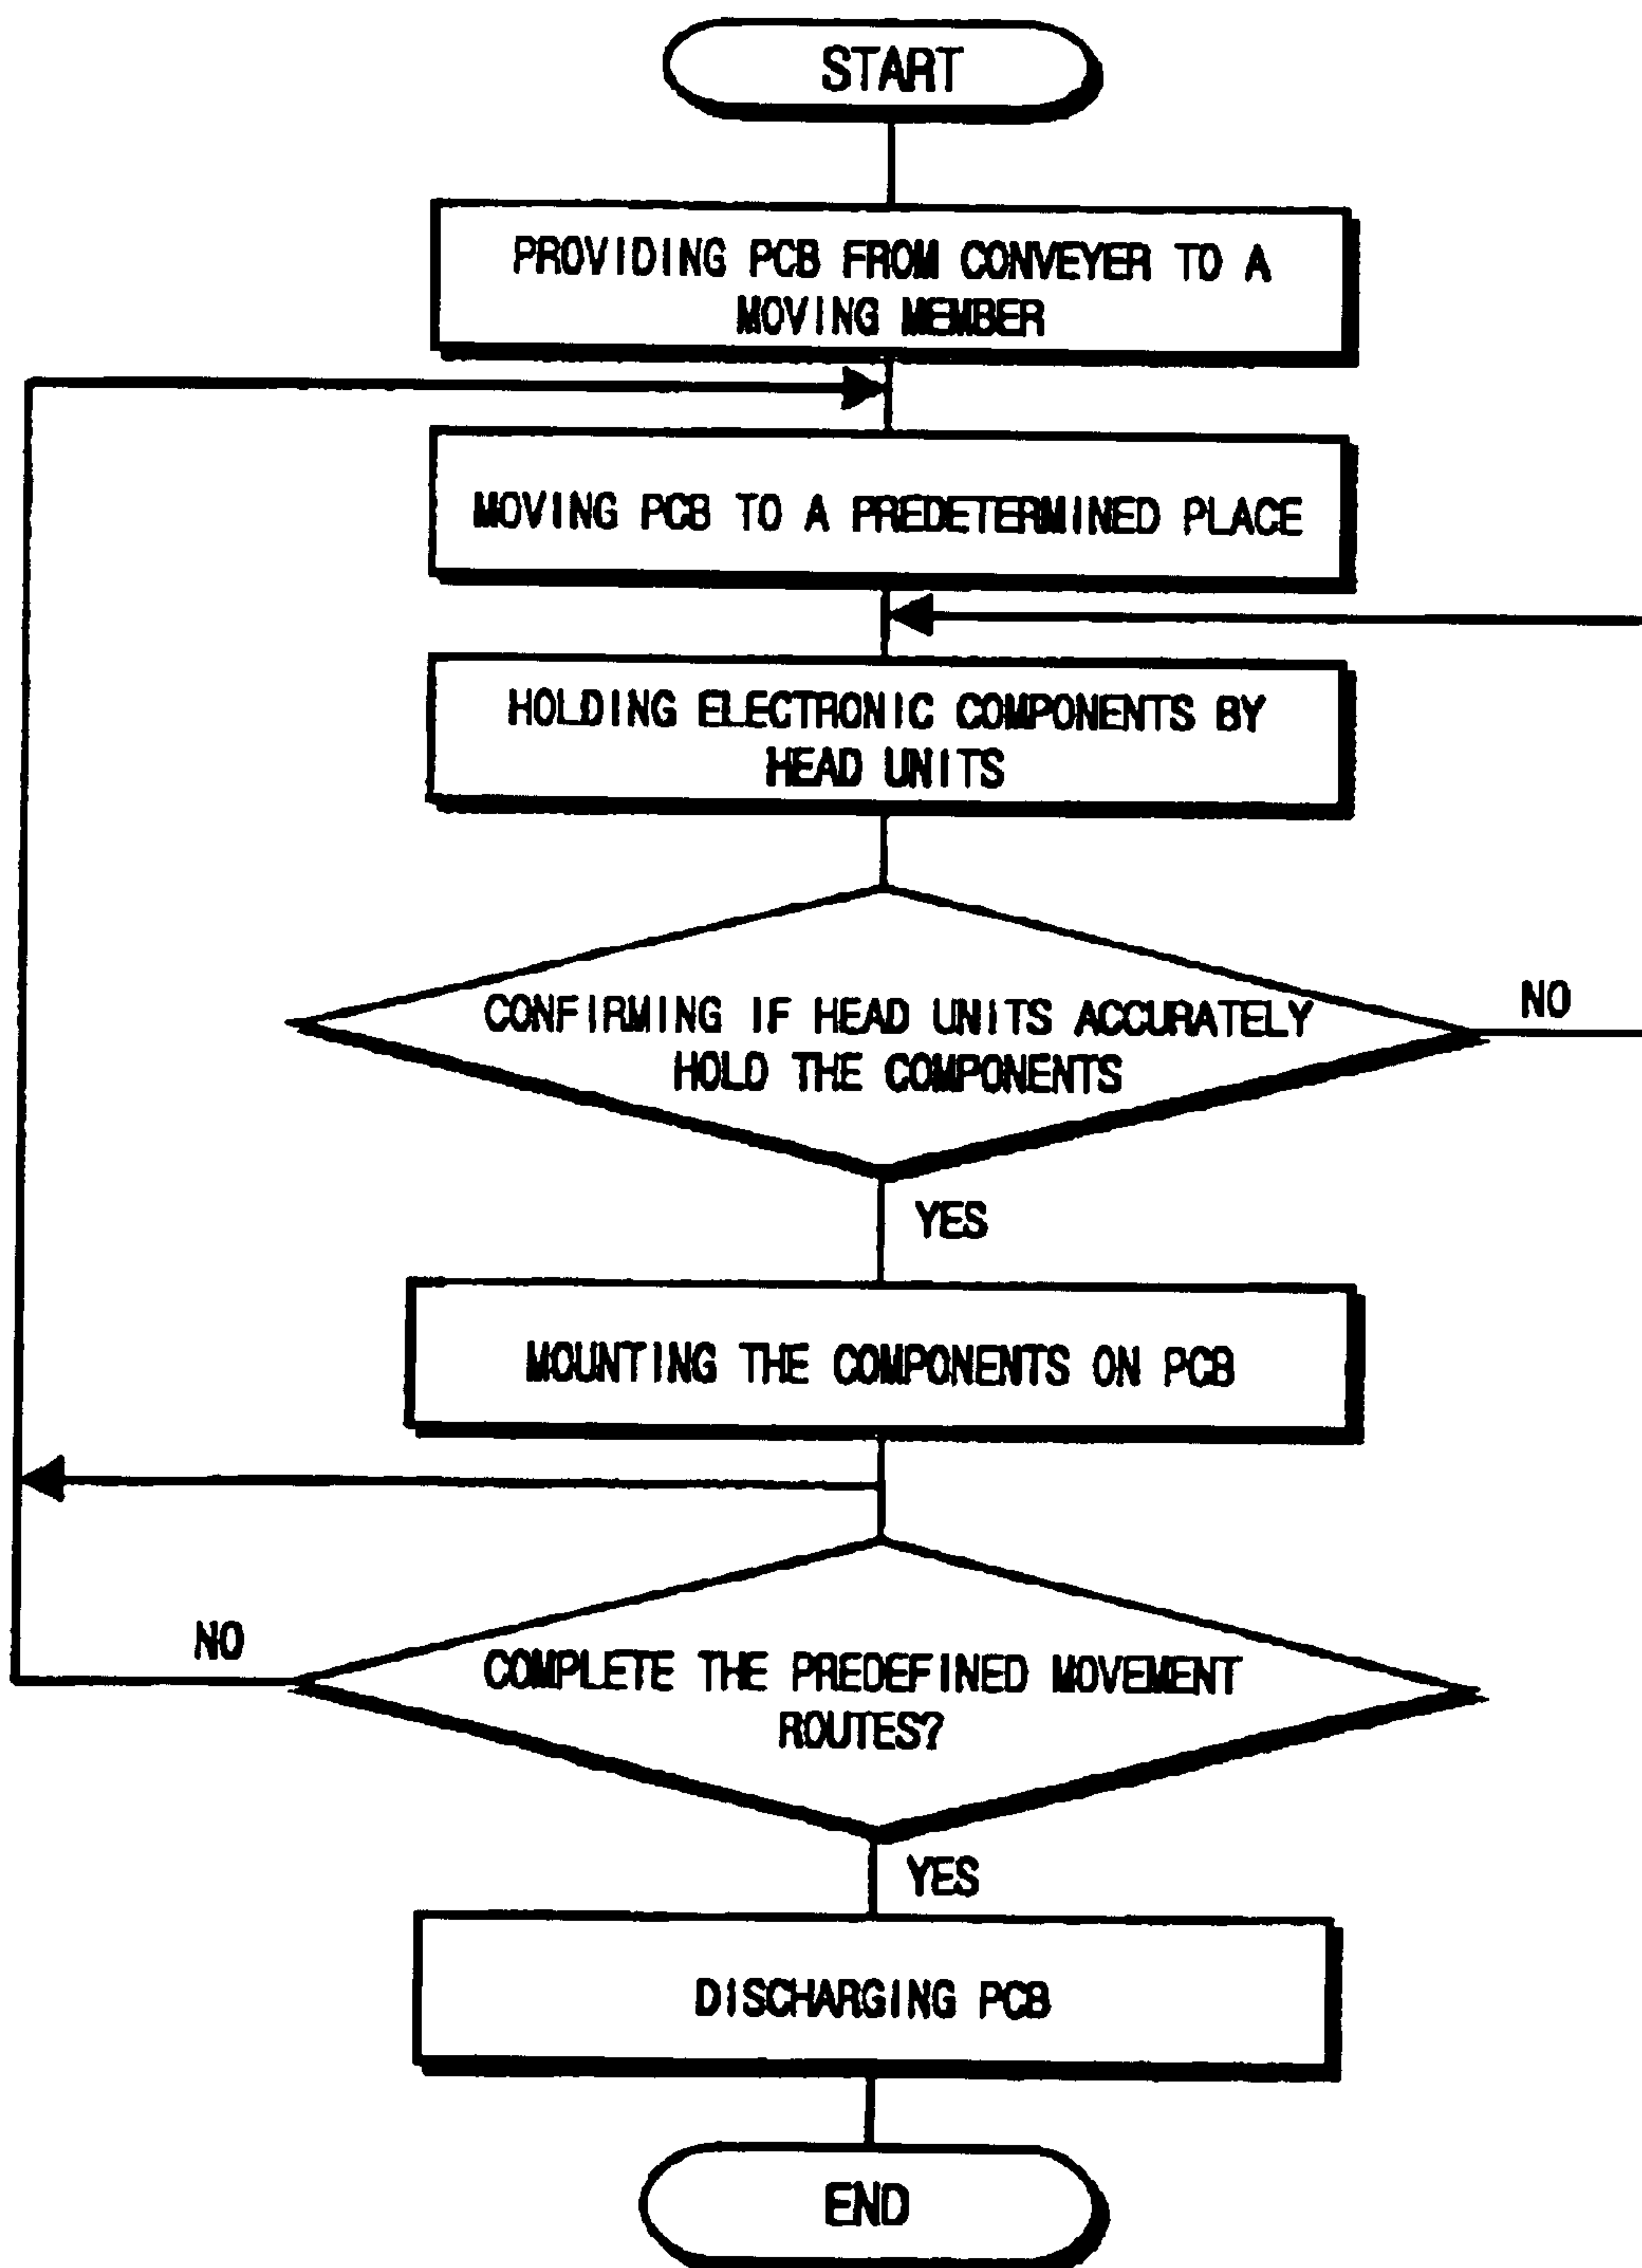 START
PROVIDING PCB FROM CONVEYER TO A
MOVING MEMBER
MOVING PCB TO A PREDETERMINED PLACE
HOLDING ELECTRONIC COMPONENTS BY
HEAD UNITS
CONFIRMING IF HEAD UNITS ACCURATELY
HOLD THE COMPONENTS
NO
YES
MOUNTING THE COMPONENTS ON PCB
NO
COMPLETE THE PREDEFINED MOVEMENT
ROUTES?
YES
DISCHARGING PCB
END